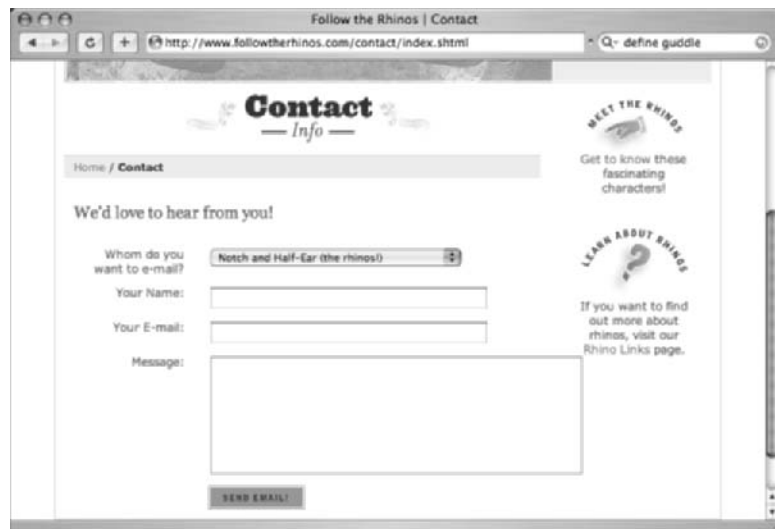 Follow the Rhinos | Contact
http://www.followtherhinos.com/contact/index.shtml
define guddle
Contact
Info
Home / Contact
We'd love to hear from you!
Whom do you
want to e-mail?
Notch and Half-Ear (the rhinos!)
Your Name:
Your E-mail:
Message:
SEND EMAIL!
MEET THE RHINOS
Get to know these
fascinating
characters!
LEARN ABOUT RHINOS
If you want to find
out more about
rhinos, visit our
Rhino Links page.